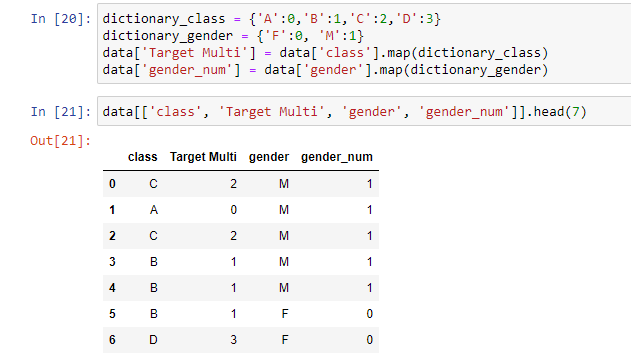 In [20]: dictionary_class = {'A':0,'B':1,'C':2,'D':3}
dictionary_gender = {'F':0, 'M':1}
data['Target Multi'] = data['class'].map(dictionary_class)
data['gender_num'] = data['gender'].map(dictionary_gender)
In [21]: data[['class', 'Target Multi', 'gender', 'gender_num']].head(7)
Out[21]:
class Target Multi gender gender_num
0 C 2 M 1
1 A 0 M 1
2 C 2 M 1
3 B 1 M 1
4 B 1 M 1
5 B 1 F 0
6 D 3 F 0